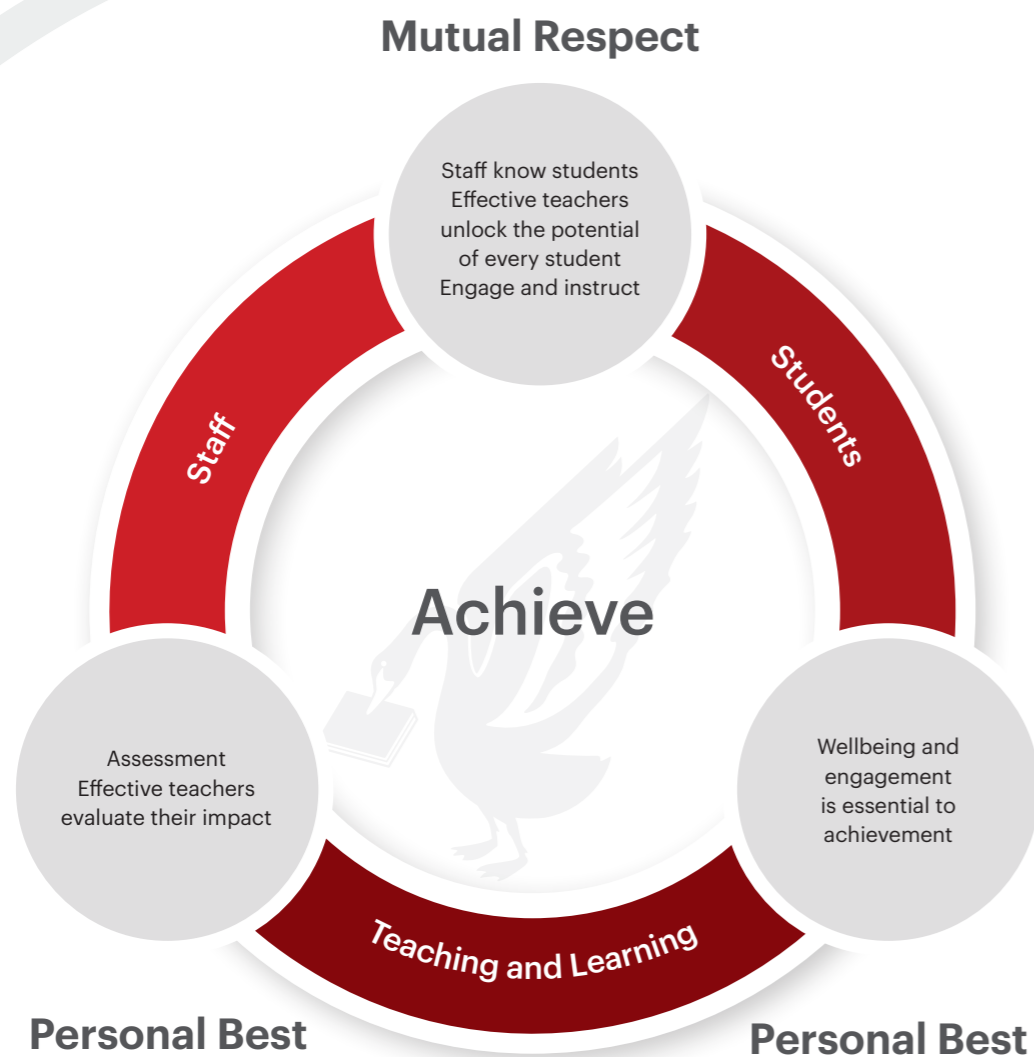 Mutual Respect
Staff know students
Effective teachers
unlock the potential
of every student
Engage and instruct
Staff
Students
Achieve
Assessment
Effective teachers
evaluate their impact
Wellbeing and
engagement
is essential to
achievement
Teaching and Learning
Personal Best
Personal Best